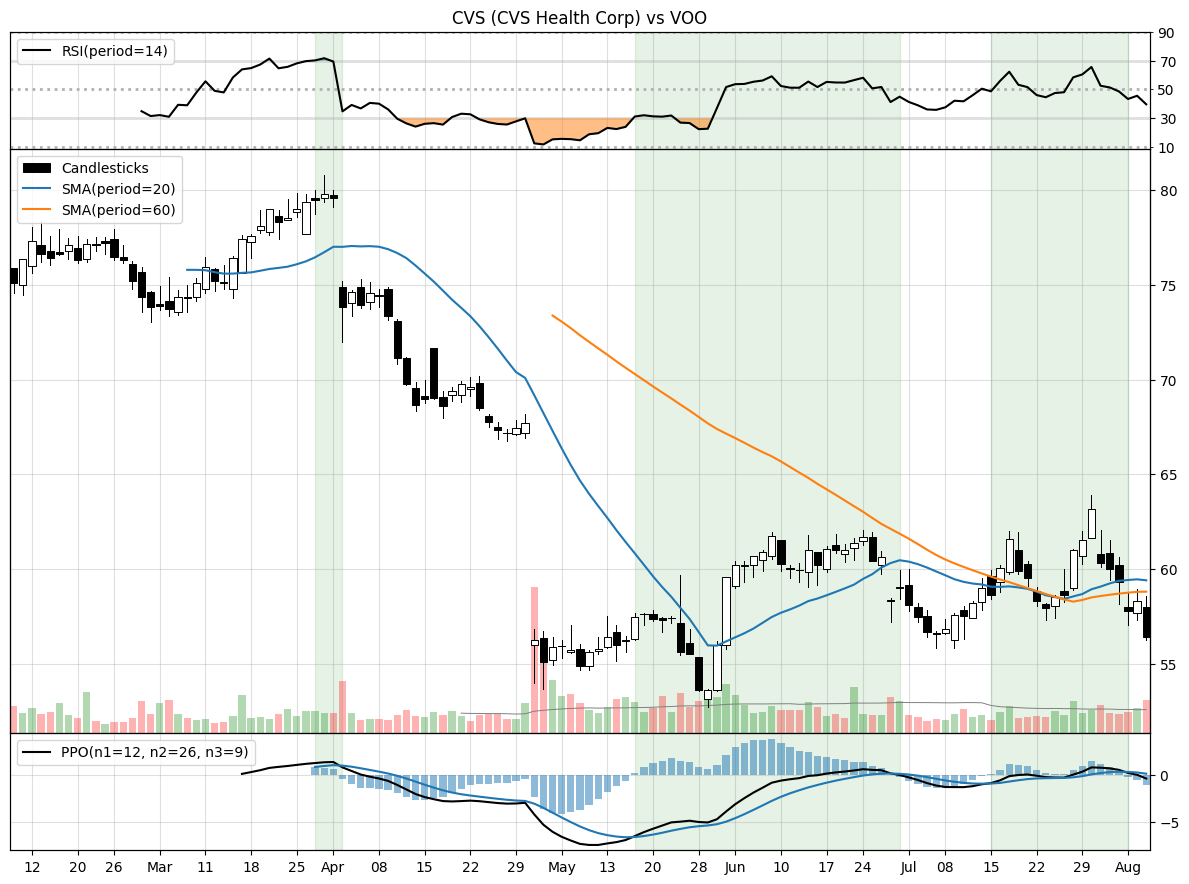 CVS (CVS Health Corp) vs VOO
RSI(period=14)
90
70
50
30
10
Candlesticks
SMA(period=20)
SMA(period=60)
80
75
70
65
60
55
PPO(n1=12, n2=26, n3=9)
0
−5
12 20 26 Mar 11 18 25 Apr 08 15 22 29 May 13 20 28 Jun 10 17 24 Jul 08 15 22 29 Aug